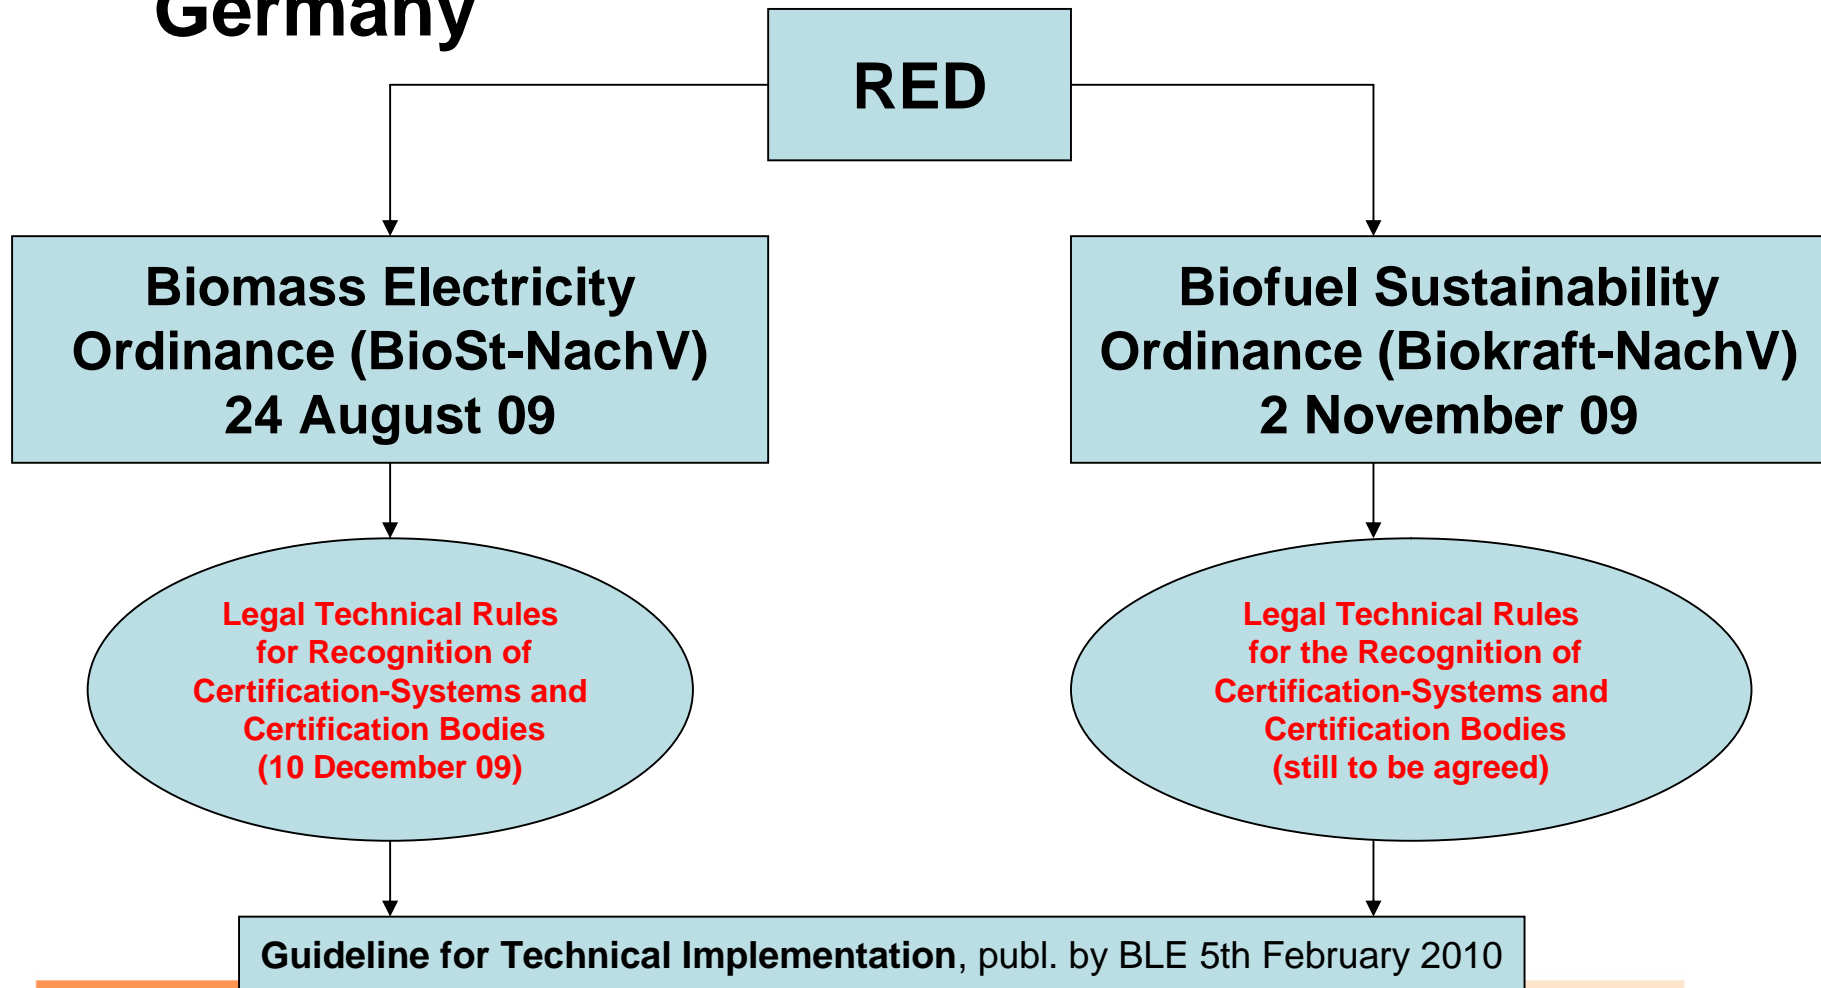 Germany
RED
Biomass Electricity
Ordinance (BioSt-NachV)
24 August 09
Biofuel Sustainability
Ordinance (Biokraft-NachV)
2 November 09
Legal Technical Rules
for Recognition of
Certification-Systems and
Certification Bodies
(10 December 09)
Legal Technical Rules
for the Recognition of
Certification-Systems and
Certification Bodies
(still to be agreed)
Guideline for Technical Implementation, publ. by BLE 5th February 2010